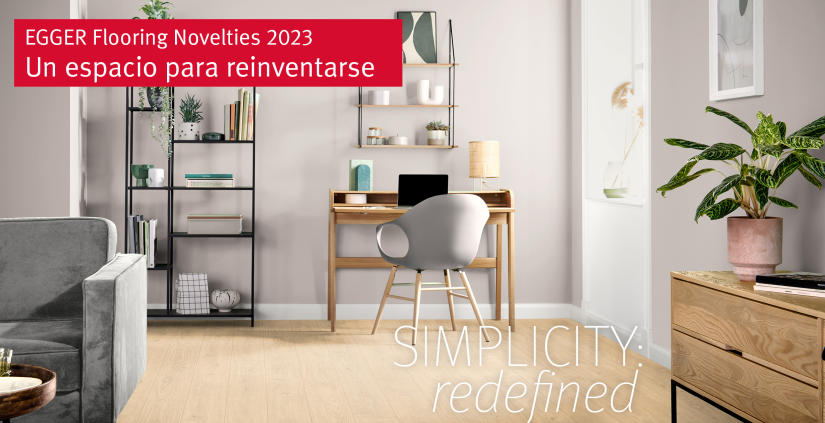 EGGER Flooring Novelties 2023
Un espacio para reinventarse
SIMPLICITY:
redefined